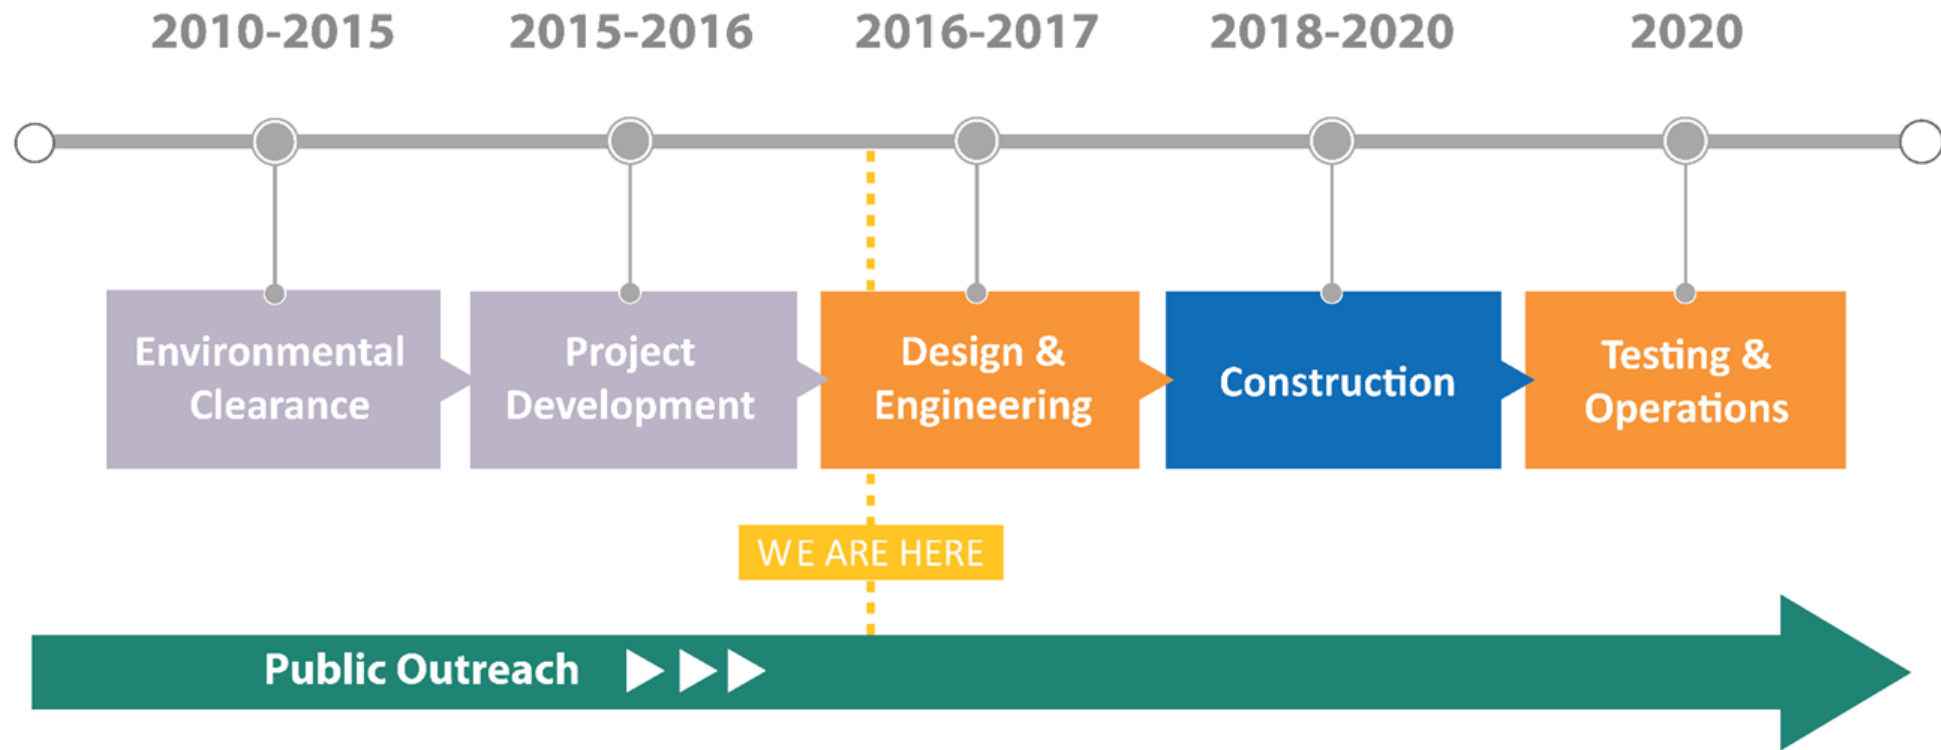 2010-2015
2015-2016
2016-2017
2018-2020
2020
Environmental
Clearance
Project
Development
Design &
Engineering
Construction
Testing &
Operations
WE ARE HERE
Public Outreach